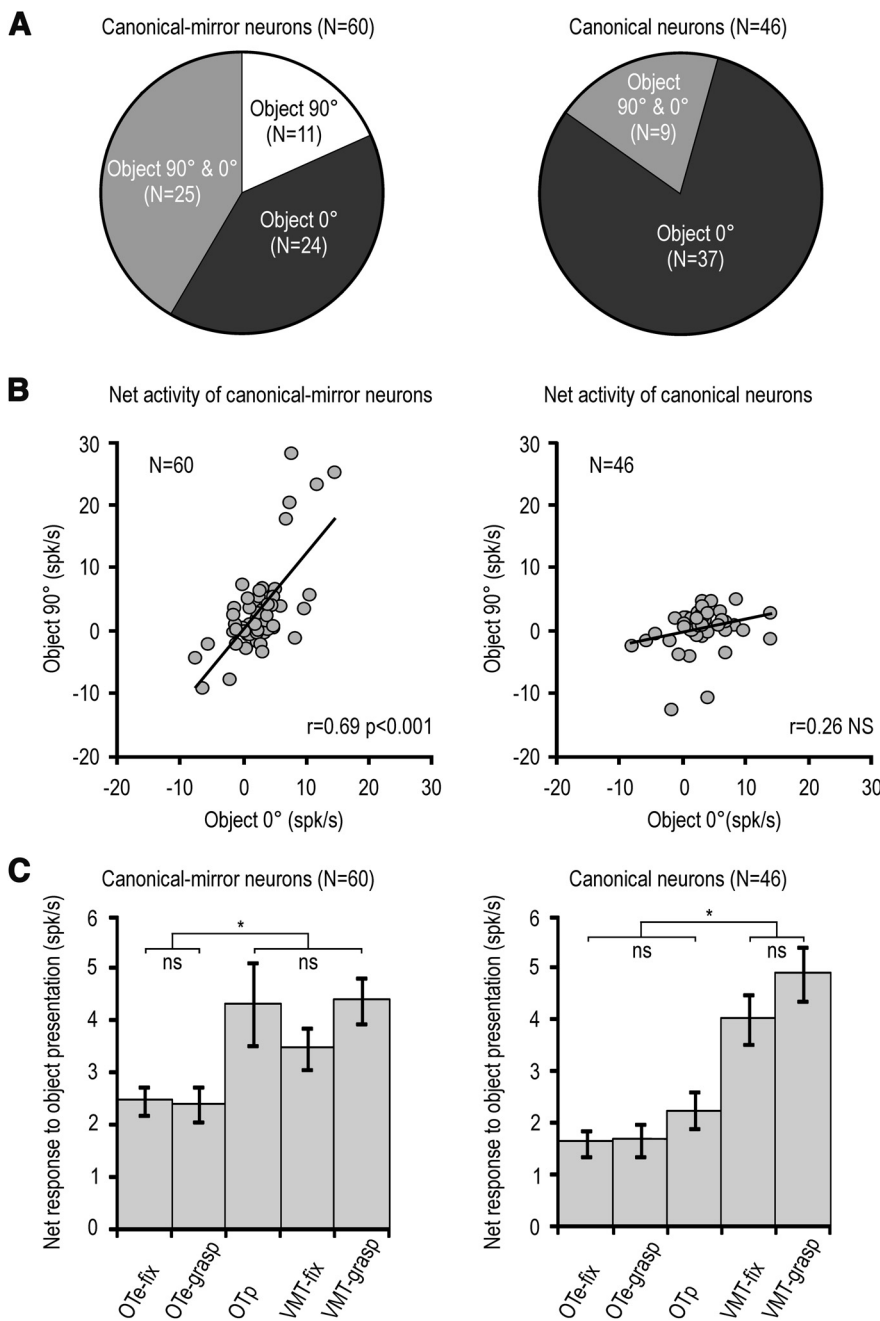 A
Canonical-mirror neurons (N=60)
Canonical neurons (N=46)
Object 90°
(N=11)
Object 90° & 0°
(N=25)
Object 0°
(N=24)
Object
90° & 0°
(N=9)
Object 0°
(N=37)
B
Net activity of canonical-mirror neurons
Net activity of canonical neurons
Object 90° (spk/s)
30
20
10
0
-10
-20
N=60
r=0.69 p<0.001
-20 -10 0 10 20 30
Object 0° (spk/s)
Object 90° (spk/s)
30
20
10
0
-10
-20
N=46
r=0.26 NS
-20 -10 0 10 20 30
Object 0°(spk/s)
C
Canonical-mirror neurons (N=60)
Canonical neurons (N=46)
Net response to object presentation (spk/s)
6
5
4
3
2
1
0
*
ns
ns
OTe-fix
OTe-grasp
OTp
VMT-fix
VMT-grasp
Net response to object presentation (spk/s)
6
5
4
3
2
1
0
*
ns
ns
OTe-fix
OTe-grasp
OTp
VMT-fix
VMT-grasp